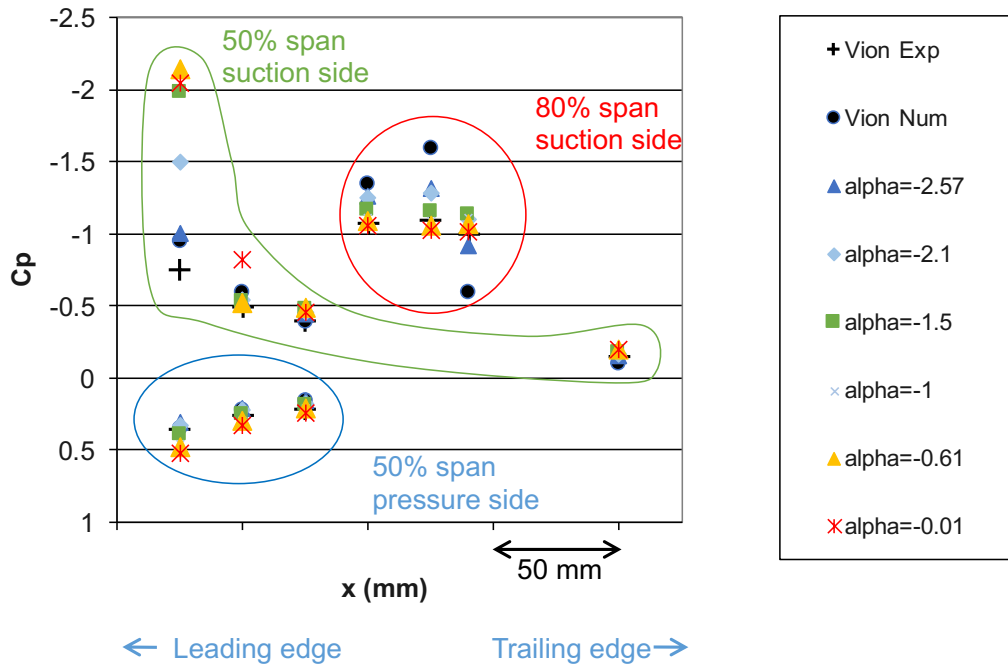 -2.5
-2
-1.5
-1
-0.5
0
0.5
1
Cp
50% span
suction side
80% span
suction side
50% span
pressure side
50 mm
x (mm)
Leading edge
Trailing edge
Vion Exp
Vion Num
alpha=-2.57
alpha=-2.1
alpha=-1.5
alpha=-1
alpha=-0.61
alpha=-0.01